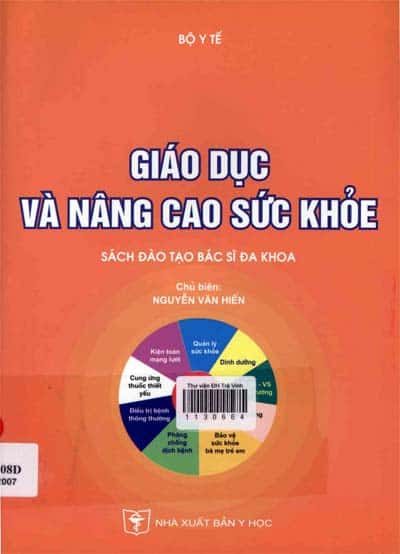 BỘ Y TẾ
GIÁO DỤC
VÀ NÂNG CAO SỨC KHỎE
SÁCH ĐÀO TẠO BÁC SĨ ĐA KHOA
Chủ biên:
NGUYỄN VĂN HIẾN
Quản lý
sức khỏe
Kiện toàn
mạng lưới
Dinh dưỡng
Cung ứng
thuốc thiết
yếu
Thư viện ĐH Trà Vinh
- VS
1130664
Điều trị bệnh
thông thường
Phòng
chống
dịch bệnh
Bảo vệ
sức khỏe
bà mẹ trẻ em
08D
2007
NHÀ XUẤT BẢN Y HỌC